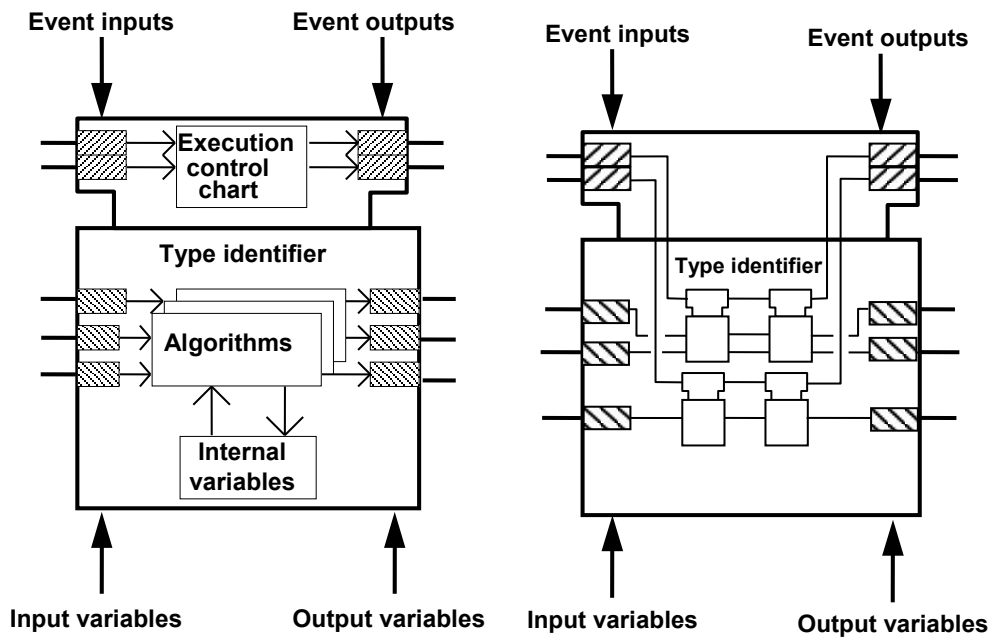 Event inputs
Event outputs
Execution
control
chart
Type identifier
Algorithms
Internal
variables
Input variables
Output variables
Event inputs
Event outputs
Type identifier
Input variables
Output variables